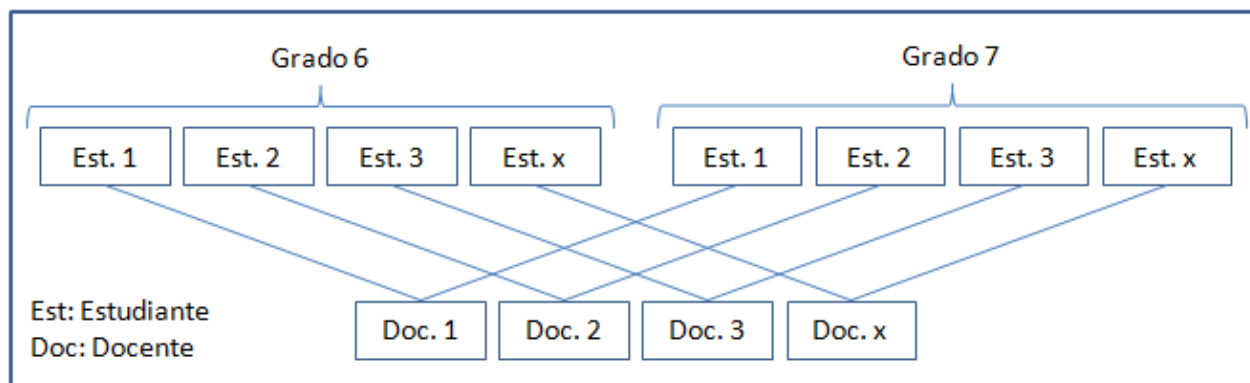 Grado 6
Grado 7
Est. 1
Est. 2
Est. 3
Est. x
Est. 1
Est. 2
Est. 3
Est. x
Doc. 1
Doc. 2
Doc. 3
Doc. x
Est: Estudiante
Doc: Docente